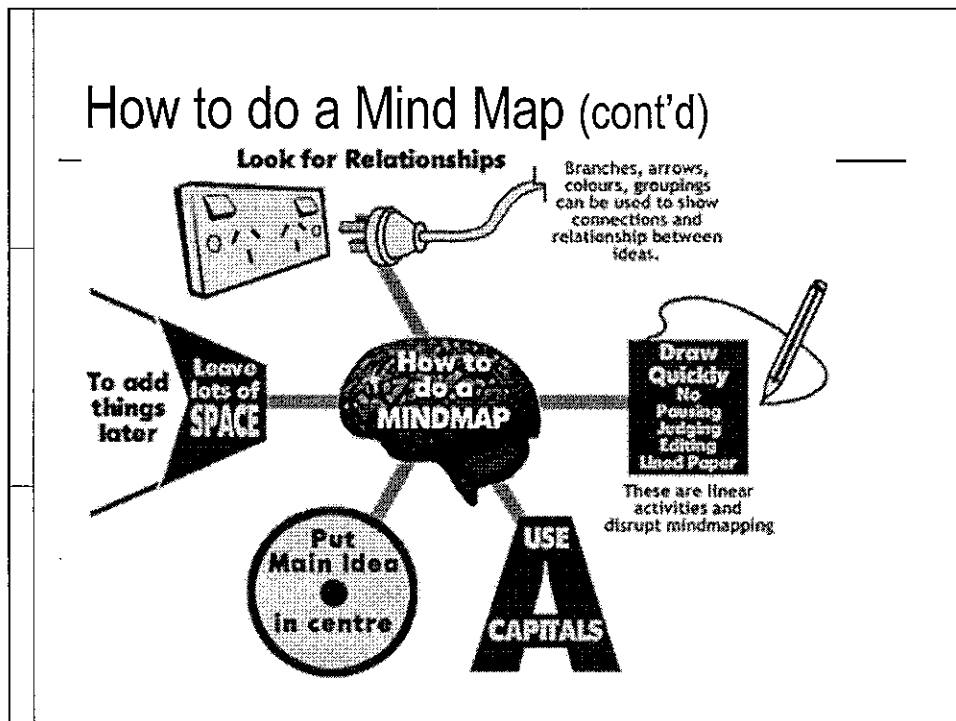 How to do a Mind Map (cont'd)
Look for Relationships
Branches, arrows,
colours, groupings
can be used to show
connections and
relationship between
ideas.
How to
do a
MINDMAP
Draw
Quickly
No
Pausing
Judging
Editing
Lined Paper
These are linear
activities and
disrupt mindmapping
USE
CAPITALS
Put
Main Idea
in centre
Leave
lots of
SPACE
To add
things
later